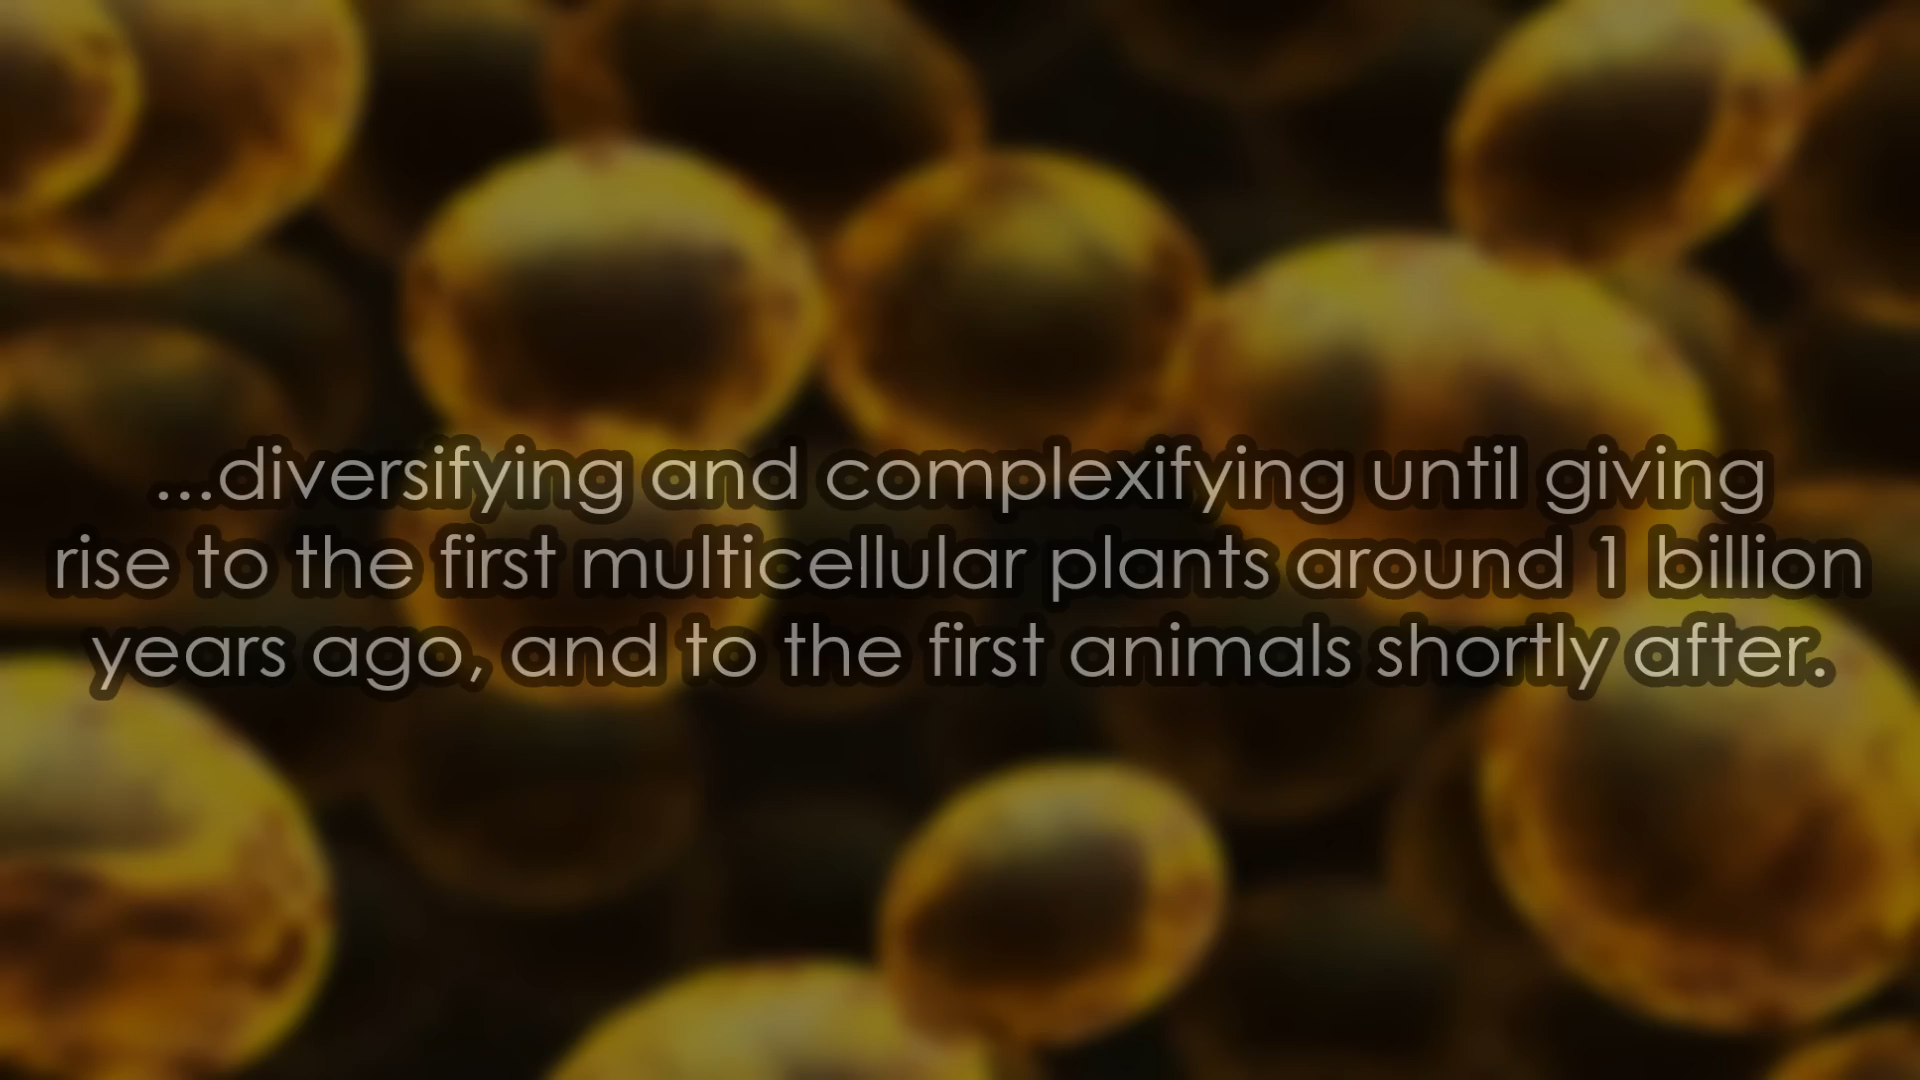 ...diversifying and complexifying until giving
rise to the first multicellular plants around 1 billion
years ago, and to the first animals shortly after.